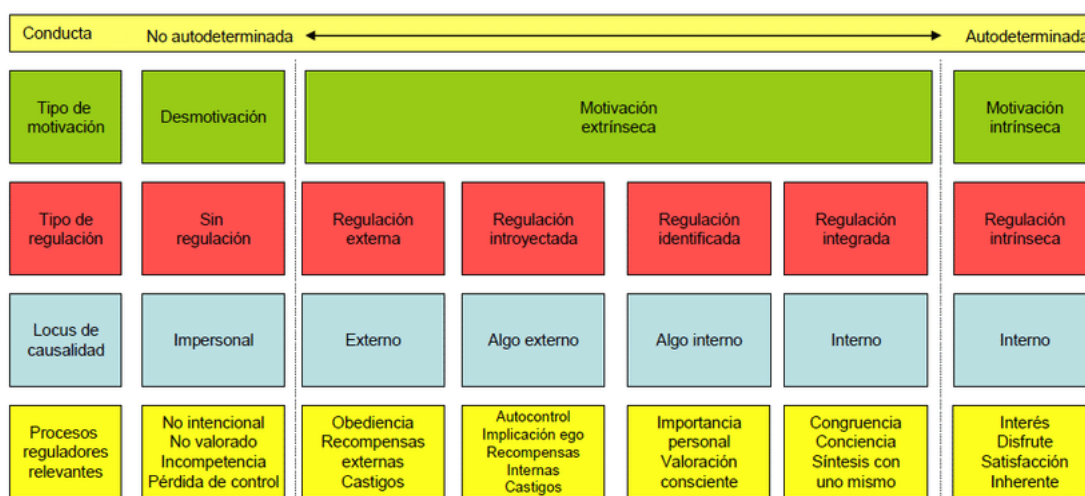 Conducta No autodeterminada Autodeterminada
Tipo de
motivación
Desmotivación
Motivación
extrínseca
Motivación
intrínseca
Tipo de
regulación
Sin
regulación
Regulación
externa
Regulación
introyectada
Regulación
identificada
Regulación
integrada
Regulación
intrínseca
Locus de
causalidad
Impersonal
Externo
Algo externo
Algo interno
Interno
Interno
Procesos
reguladores
relevantes
No intencional
No valorado
Incompetencia
Pérdida de control
Obediencia
Recompensas
externas
Castigos
Autocontrol
Implicación ego
Recompensas
Internas
Castigos
Importancia
personal
Valoración
consciente
Congruencia
Conciencia
Síntesis con
uno mismo
Interés
Disfrute
Satisfacción
Inherente